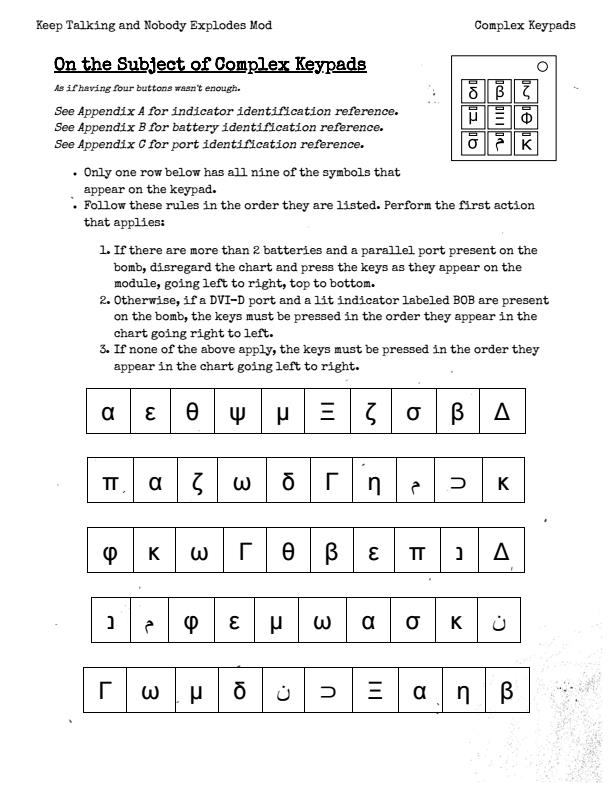 Keep Talking and Nobody Explodes Mod Complex Keypads
On the Subject of Complex Keypads
As if having four buttons wasn't enough.
δ β ζ
μ Ξ Φ
σ م κ
See Appendix A for indicator identification reference.
See Appendix B for battery identification reference.
See Appendix C for port identification reference.
• Only one row below has all nine of the symbols that
appear on the keypad.
• Follow these rules in the order they are listed. Perform the first action
that applies:
1. If there are more than 2 batteries and a parallel port present on the
bomb, disregard the chart and press the keys as they appear on the
module, going left to right, top to bottom.
2. Otherwise, if a DVI-D port and a lit indicator labeled BOB are present
on the bomb, the keys must be pressed in the order they appear in the
chart going right to left.
3. If none of the above apply, the keys must be pressed in the order they
appear in the chart going left to right.
α ε θ ψ μ Ξ ζ σ β Δ
π α ζ ω δ Γ η م ⊃ κ
φ κ ω Γ θ β ε π נ Δ
נ م φ ε μ ω α σ κ ن
Γ ω μ δ ن ⊃ Ξ α η β